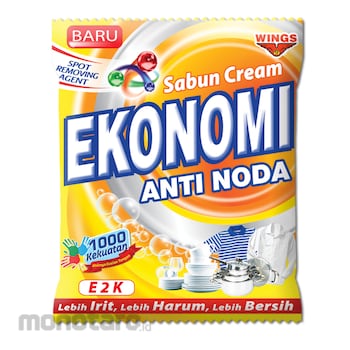 BARU
WINGS
SPOT
REMOVING
AGENT
Sabun Cream
EKONOMI
ANTI NODA
1000
Kekuatan
E2K
Lebih Irit, Lebih Harum, Lebih Bersih
monotaro.id